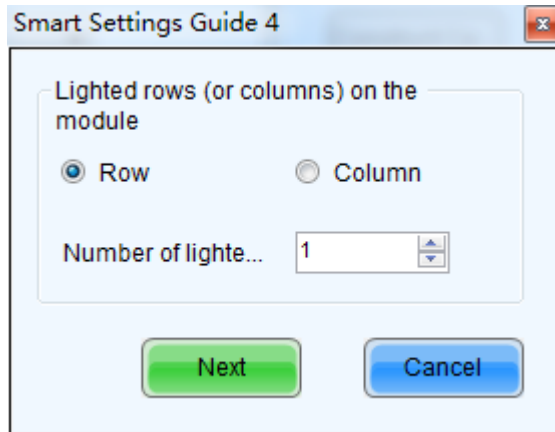 Smart Settings Guide 4
Lighted rows (or columns) on the
module
Row
Column
Number of lighte...
1
Next
Cancel